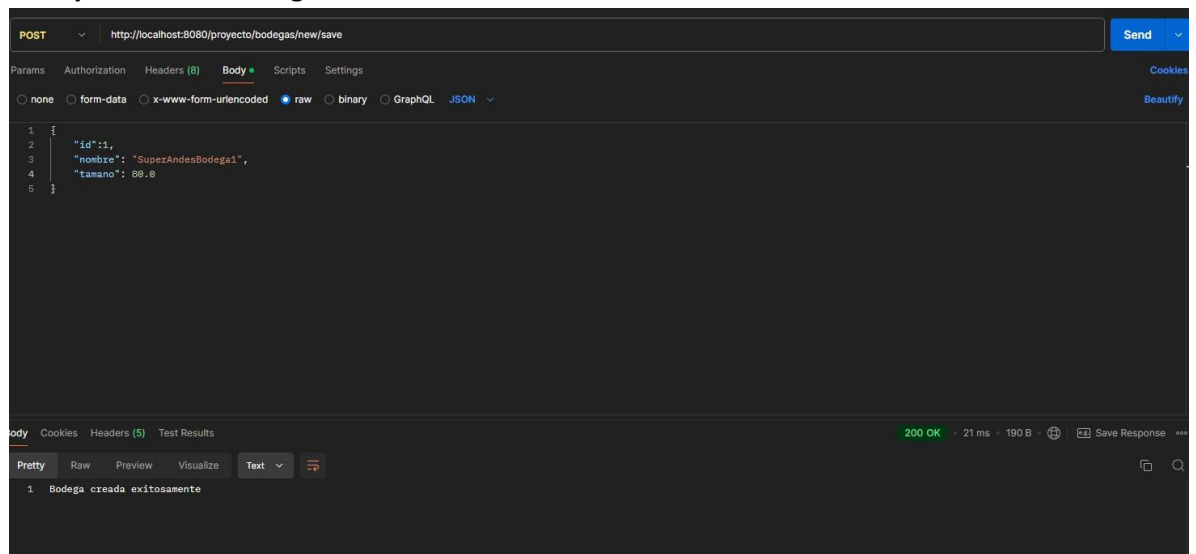 POST http://localhost:8080/proyecto/bodegas/new/save Send
Params Authorization Headers (8) Body Scripts Settings Cookies
none form-data x-www-form-urlencoded raw binary GraphQL JSON Beautify
1 {
2 "id":1,
3 "nombre": "SuperAndesBodega1",
4 "tamano": 80.0
5 }
ody Cookies Headers (5) Test Results 200 OK 21 ms 190 B Save Response
Pretty Raw Preview Visualize Text
1 Bodega creada exitosamente